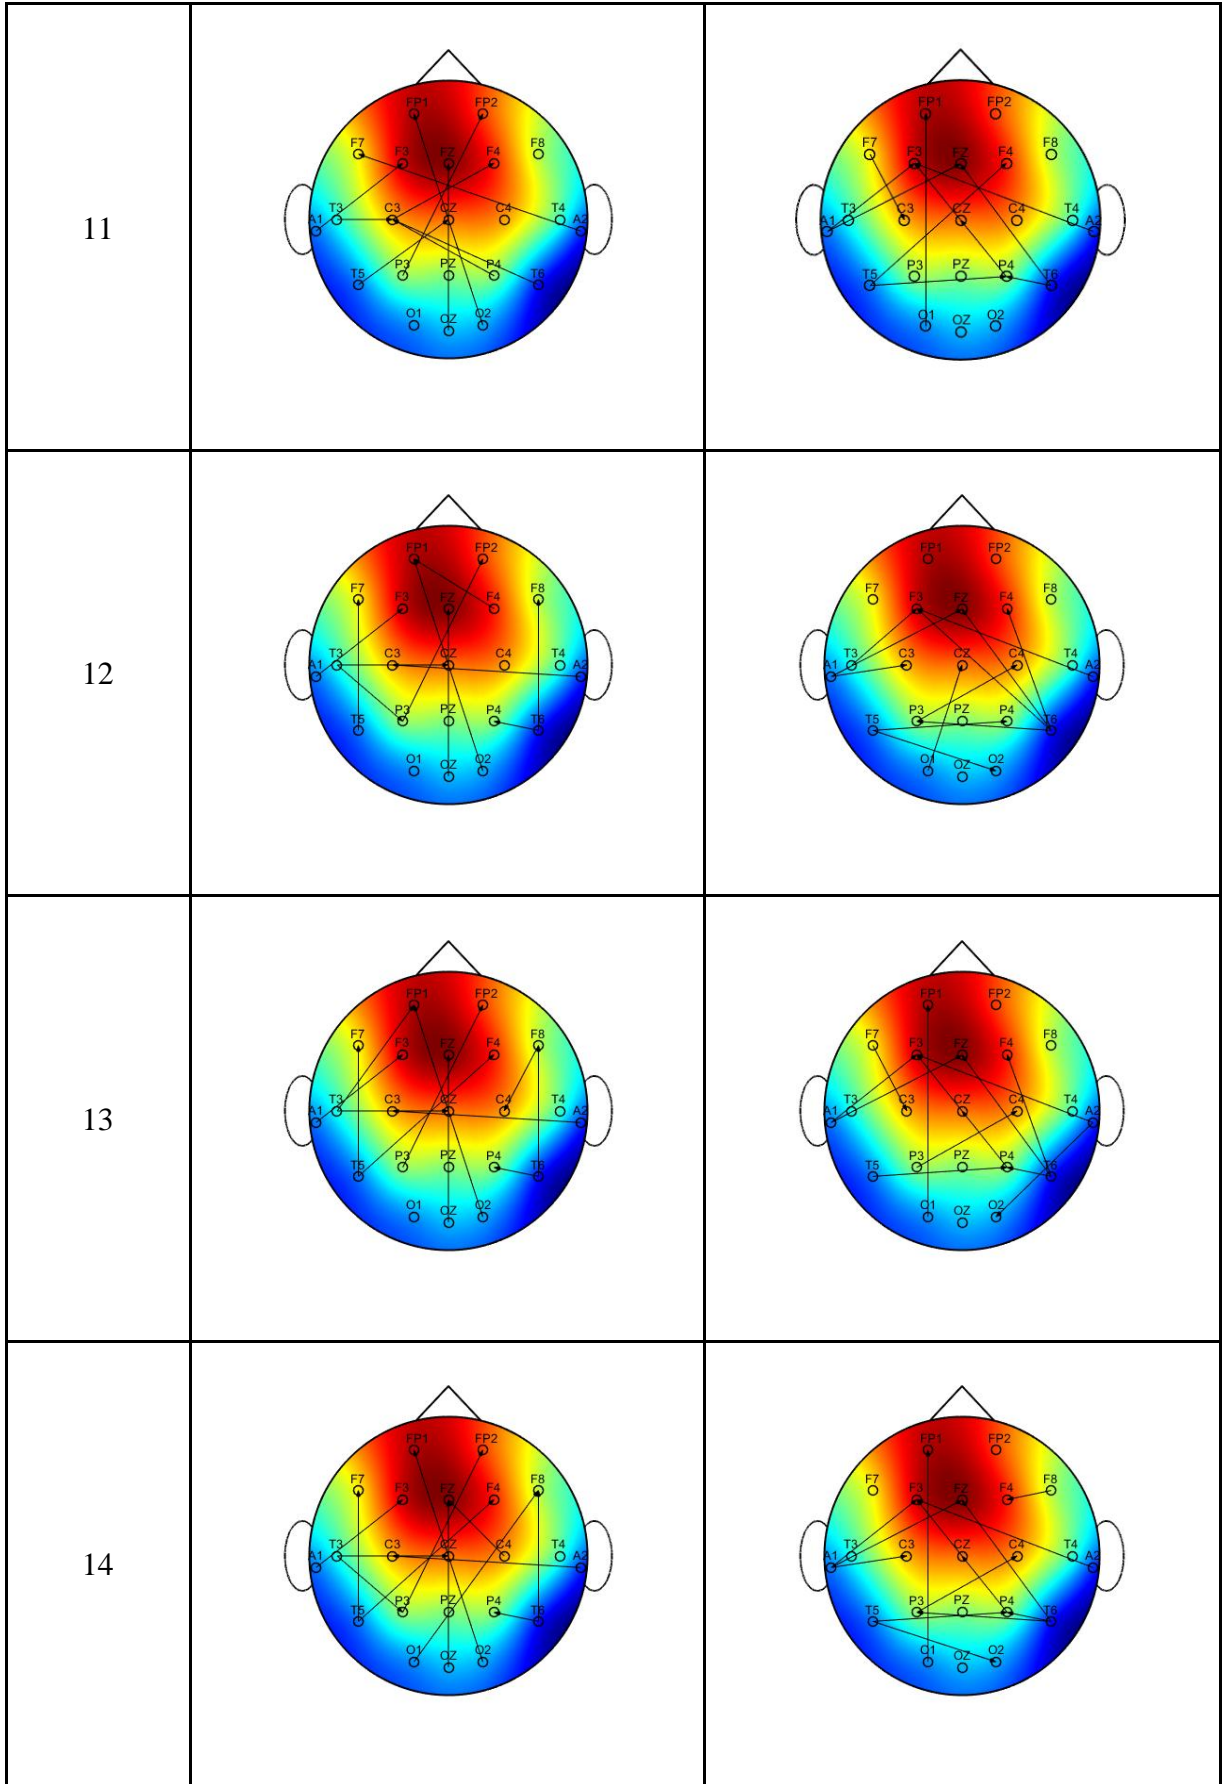 11
FP1 FP2
F7 F3 FZ F4 F8
A1 T3 C3 CZ C4 T4 A2
T5 P3 PZ P4 T6
O1 OZ O2
FP1 FP2
F7 F3 FZ F4 F8
A1 T3 C3 CZ C4 T4 A2
T5 P3 PZ P4 T6
O1 OZ O2
12
FP1 FP2
F7 F3 FZ F4 F8
A1 T3 C3 CZ C4 T4 A2
T5 P3 PZ P4 T6
O1 OZ O2
FP1 FP2
F7 F3 FZ F4 F8
A1 T3 C3 CZ C4 T4 A2
T5 P3 PZ P4 T6
O1 OZ O2
13
FP1 FP2
F7 F3 FZ F4 F8
A1 T3 C3 CZ C4 T4 A2
T5 P3 PZ P4 T6
O1 OZ O2
FP1 FP2
F7 F3 FZ F4 F8
A1 T3 C3 CZ C4 T4 A2
T5 P3 PZ P4 T6
O1 OZ O2
14
FP1 FP2
F7 F3 FZ F4 F8
A1 T3 C3 CZ C4 T4 A2
T5 P3 PZ P4 T6
O1 OZ O2
FP1 FP2
F7 F3 FZ F4 F8
A1 T3 C3 CZ C4 T4 A2
T5 P3 PZ P4 T6
O1 OZ O2